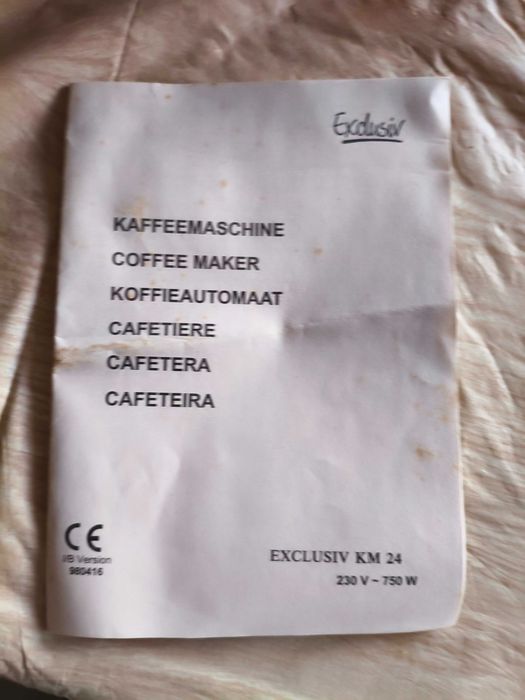 Exclusiv
KAFFEEMASCHINE
COFFEE MAKER
KOFFIEAUTOMAAT
CAFETIERE
CAFETERA
CAFETEIRA
CE
I/B Version
980416
EXCLUSIV KM 24
230 V ~ 750 W